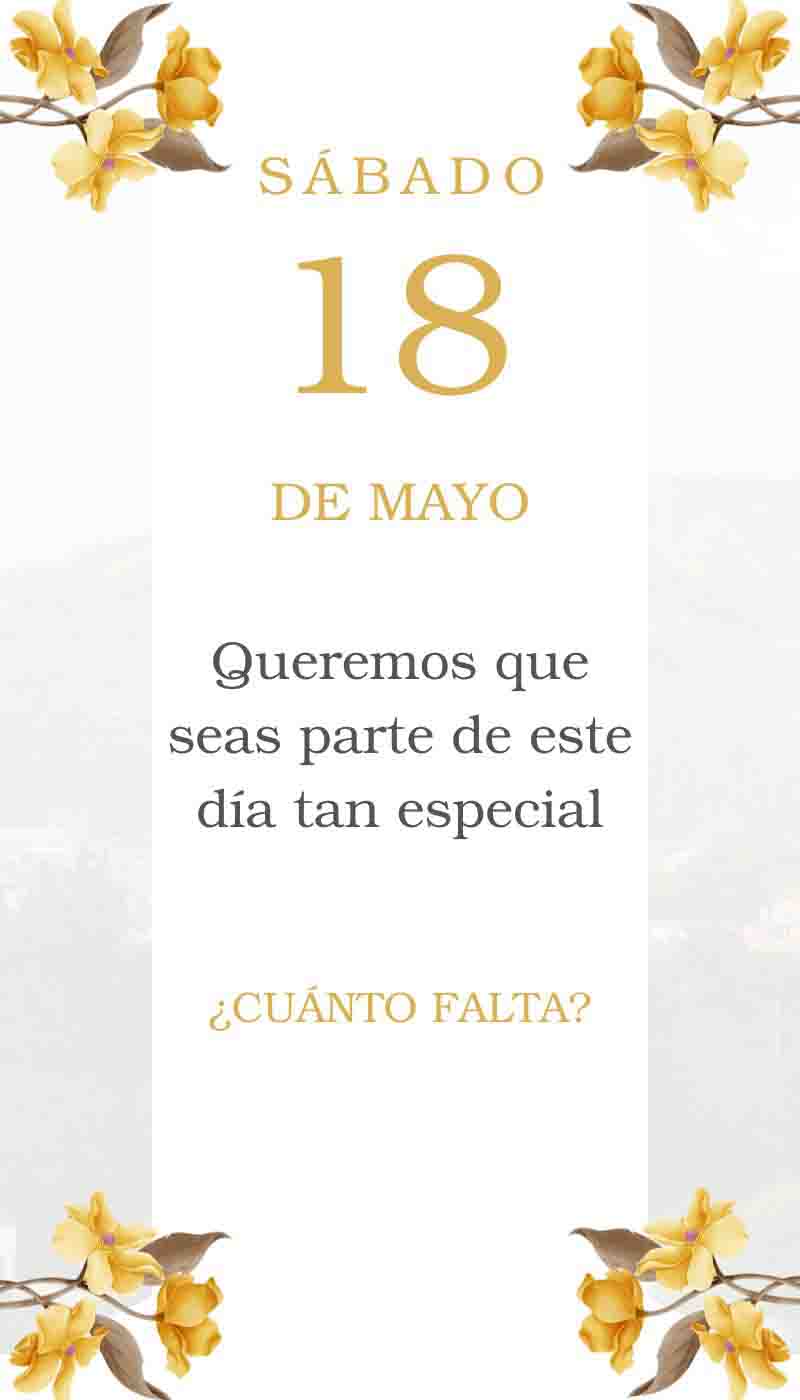 SÁBADO
18
DE MAYO
Queremos que
seas parte de este
día tan especial
¿CUÁNTO FALTA?